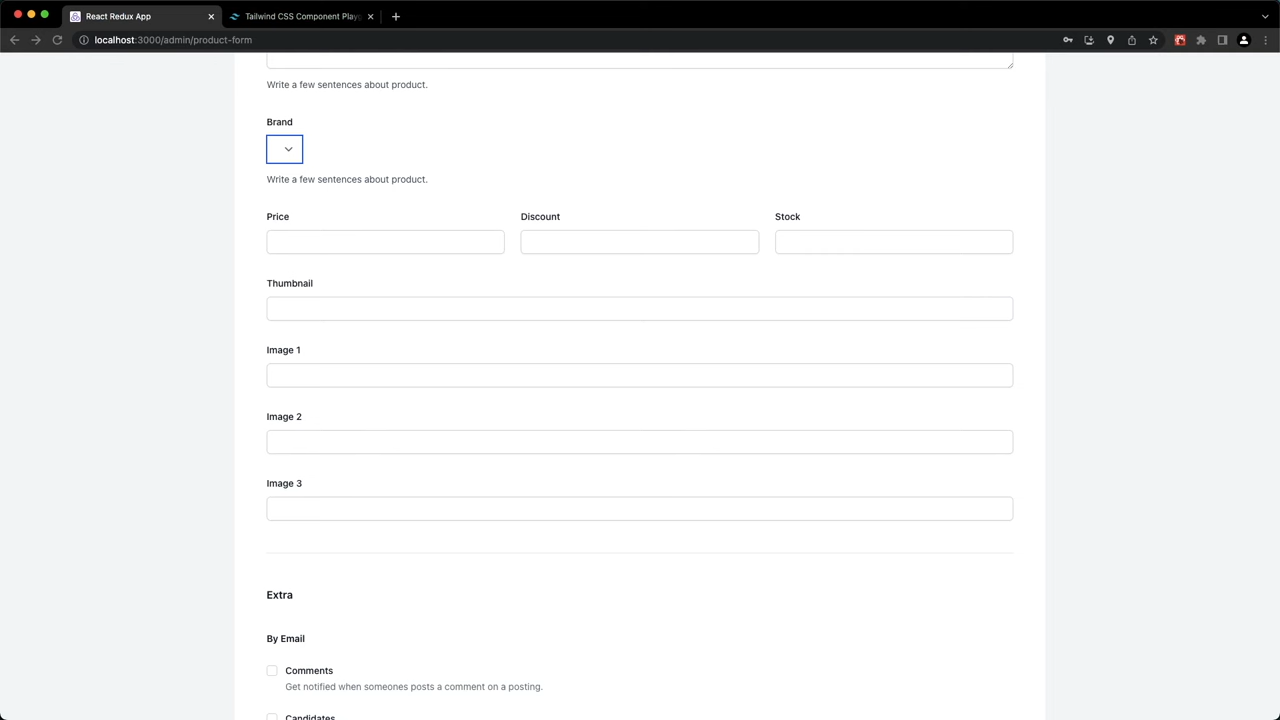 React Redux App
Tailwind CSS Component Playg
localhost:3000/admin/product-form
Write a few sentences about product.
Brand
Write a few sentences about product.
Price Discount Stock
Thumbnail
Image 1
Image 2
Image 3
Extra
By Email
Comments
Get notified when someones posts a comment on a posting.
Candidates